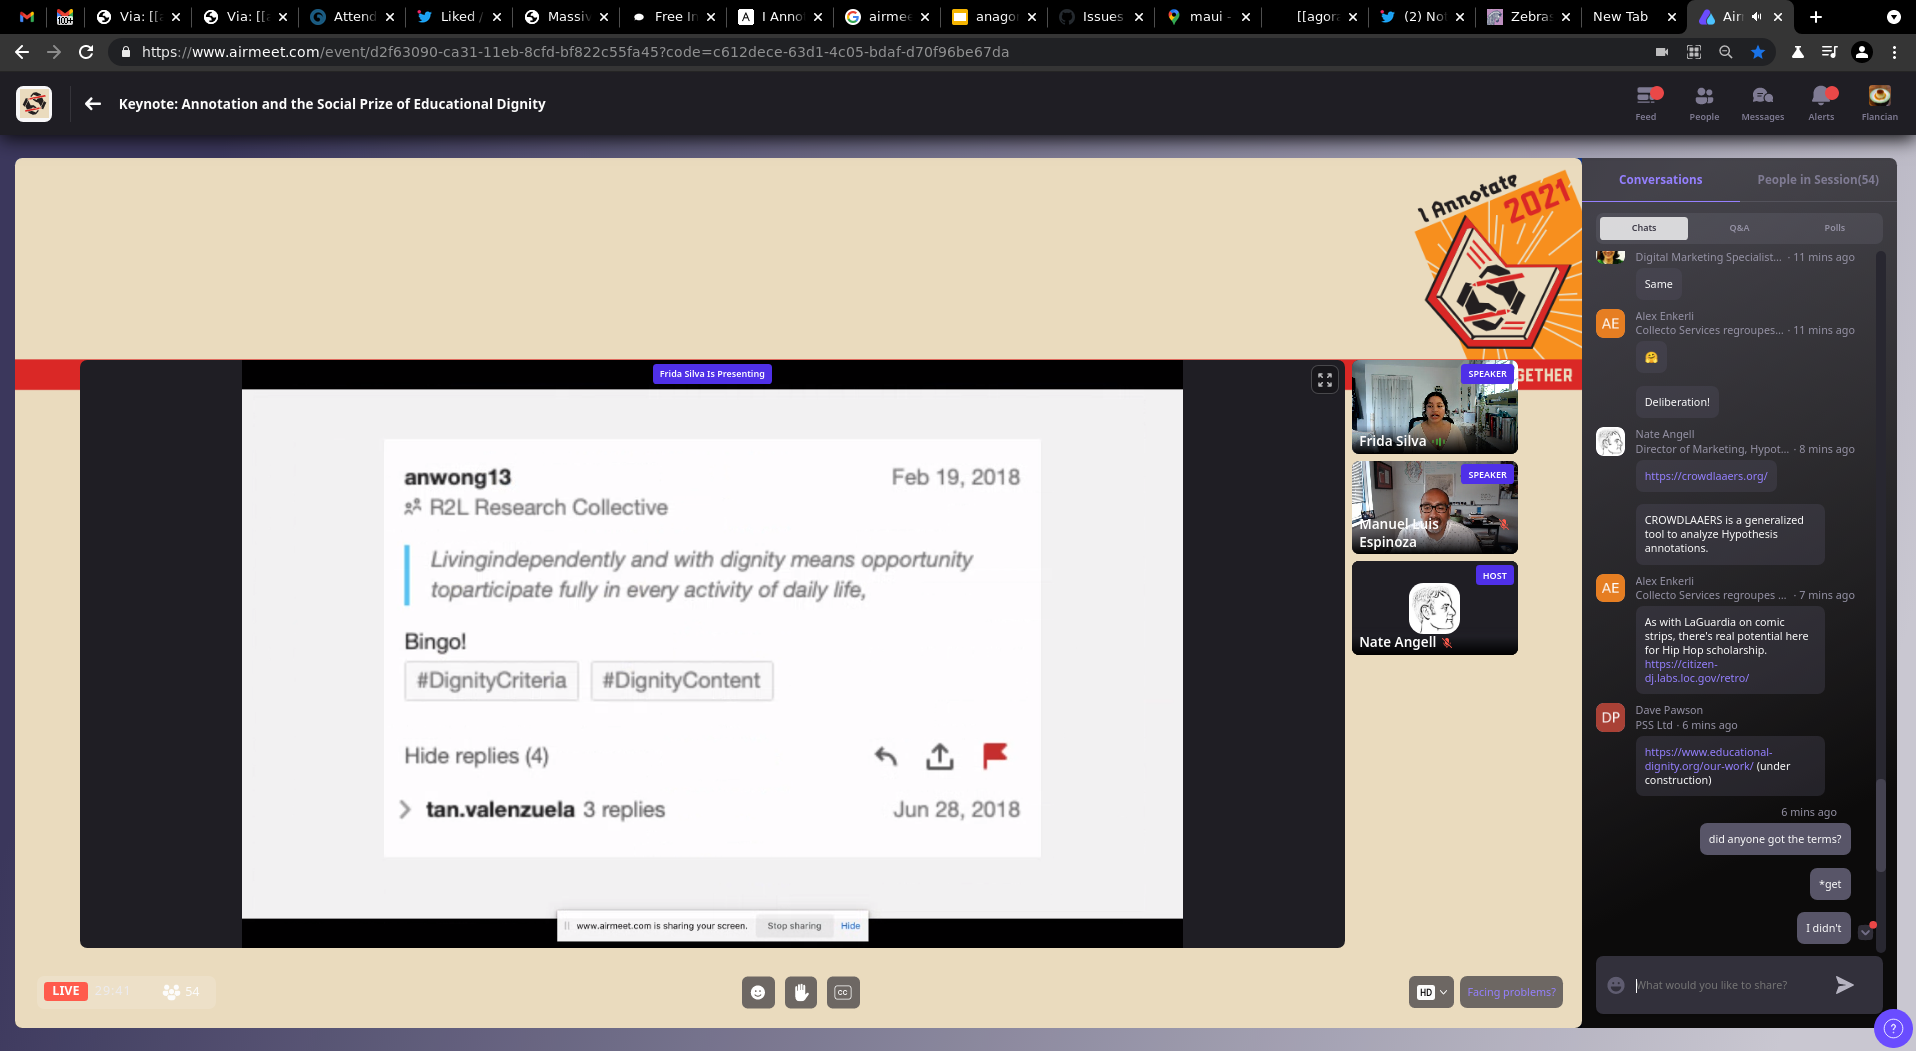 Via: [[a
Via: [[a
Attend
Liked /
Massiv
Free In
I Anno
airmee
anagor
Issues
maui -
[[agora
(2) No
Zebra
New Tab
Air
https://www.airmeet.com/event/d2f63090-ca31-11eb-8cfd-bf822c55fa45?code=c612dece-63d1-4c05-bdaf-d70f96be67da
Keynote: Annotation and the Social Prize of Educational Dignity
Feed
People
Messages
Alerts
Flancian
I Annotate
2021
GETHER
Frida Silva Is Presenting
anwong13
Feb 19, 2018
R2L Research Collective
Livingindependently and with dignity means opportunity
toparticipate fully in every activity of daily life,
Bingo!
#DignityCriteria
#DignityContent
Hide replies (4)
tan.valenzuela 3 replies
Jun 28, 2018
www.airmeet.com is sharing your screen.
Stop sharing
Hide
SPEAKER
Frida Silva
SPEAKER
Manuel Luis
Espinoza
HOST
Nate Angell
LIVE
29:41
54
CC
HD
Facing problems?
Conversations
People in Session(54)
Chats
Q&A
Polls
Digital Marketing Specialist... · 11 mins ago
Same
AE
Alex Enkerli
Collecto Services regroupes... · 11 mins ago
Deliberation!
Nate Angell
Director of Marketing, Hypot... · 8 mins ago
https://crowdlaaers.org/
CROWDLAAERS is a generalized
tool to analyze Hypothesis
annotations.
AE
Alex Enkerli
Collecto Services regroupes ... · 7 mins ago
As with LaGuardia on comic
strips, there's real potential here
for Hip Hop scholarship.
https://citizen-
dj.labs.loc.gov/retro/
DP
Dave Pawson
PSS Ltd · 6 mins ago
https://www.educational-
dignity.org/our-work/ (under
construction)
6 mins ago
did anyone got the terms?
*get
I didn't
What would you like to share?